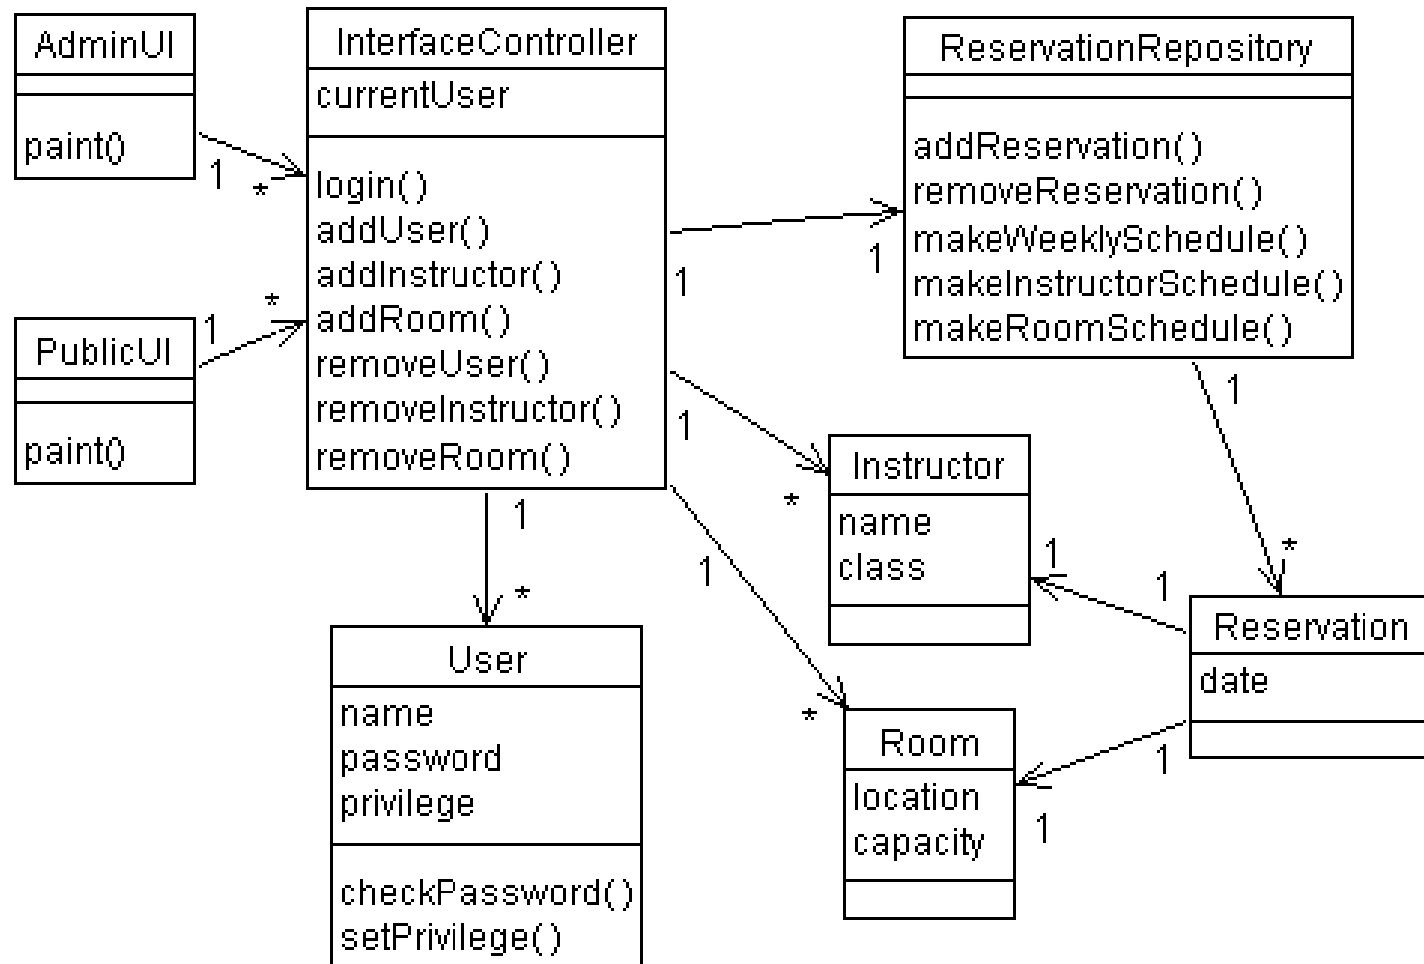 AdminUI
paint()
1
*
PublicUI
paint()
1
*
InterfaceController
currentUser
login()
addUser()
addInstructor()
addRoom()
removeUser()
removeInstructor()
removeRoom()
1
*
User
name
password
privilege
checkPassword()
setPrivilege()
1
1
ReservationRepository
addReservation()
removeReservation()
makeWeeklySchedule()
makeInstructorSchedule()
makeRoomSchedule()
1
*
1
*
Instructor
name
class
1
1
1
*
Room
location
capacity
1
1
Reservation
date